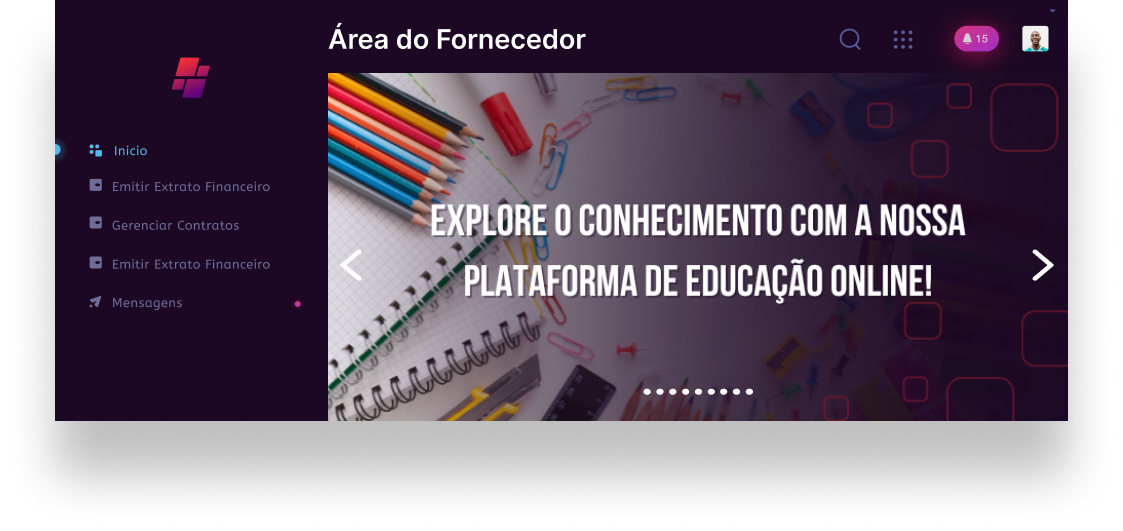 Área do Fornecedor
15
Inicio
Emitir Extrato Financeiro
Gerenciar Contratos
Emitir Extrato Financeiro
Mensagens
EXPLORE O CONHECIMENTO COM A NOSSA
PLATAFORMA DE EDUCAÇÃO ONLINE!